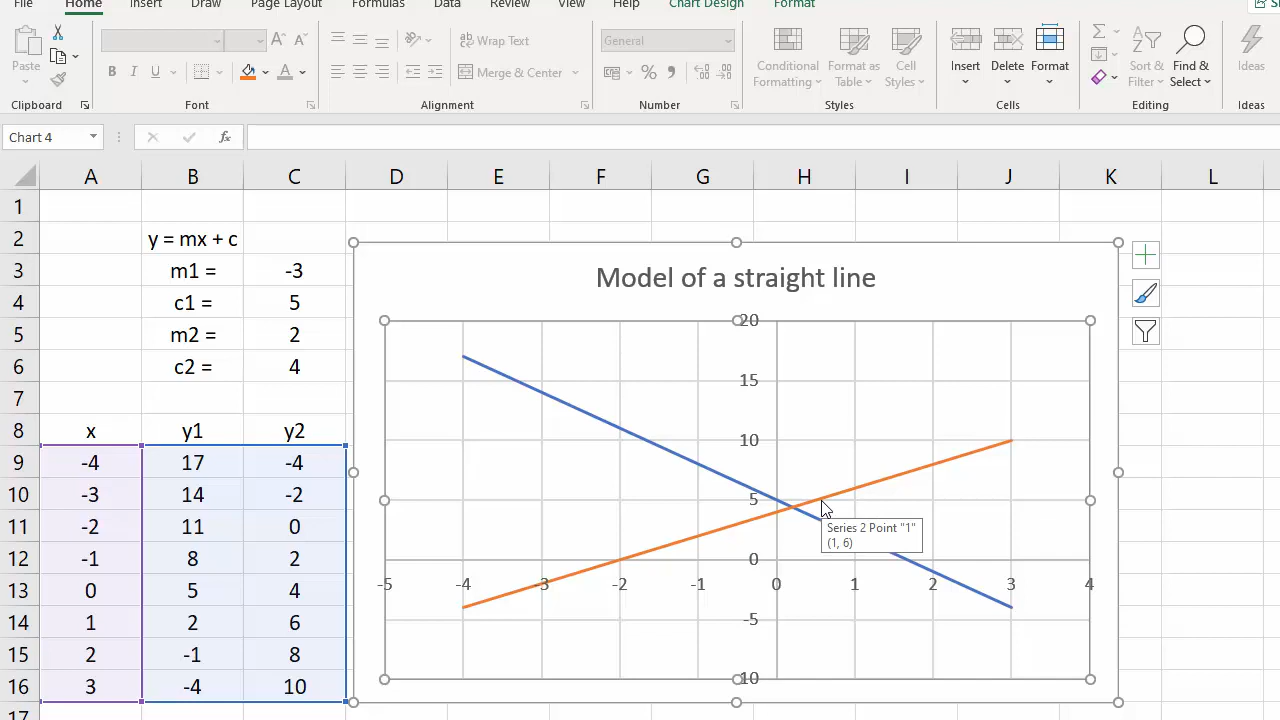 File Home Insert Draw Page Layout Formulas Data Review View Help Chart Design Format
Paste
Clipboard
A A
B I U A
Font
ab Wrap Text
Merge & Center
Alignment
General
% 9
Number
Conditional Formatting
Format as Table
Cell Styles
Styles
Insert Delete Format
Cells
Sort & Filter
Find & Select
Editing
Ideas
Ideas
Chart 4 fx
A B C D E F G H I J K L
1
2 y = mx + c
3 m1 = -3
4 c1 = 5
5 m2 = 2
6 c2 = 4
7
8 x y1 y2
9 -4 17 -4
10 -3 14 -2
11 -2 11 0
12 -1 8 2
13 0 5 4
14 1 2 6
15 2 -1 8
16 3 -4 10
17
Model of a straight line
20
15
10
5
0
-5 -4 -3 -2 -1 0 1 2 3 4
-5
10
Series 2 Point "1"
(1, 6)